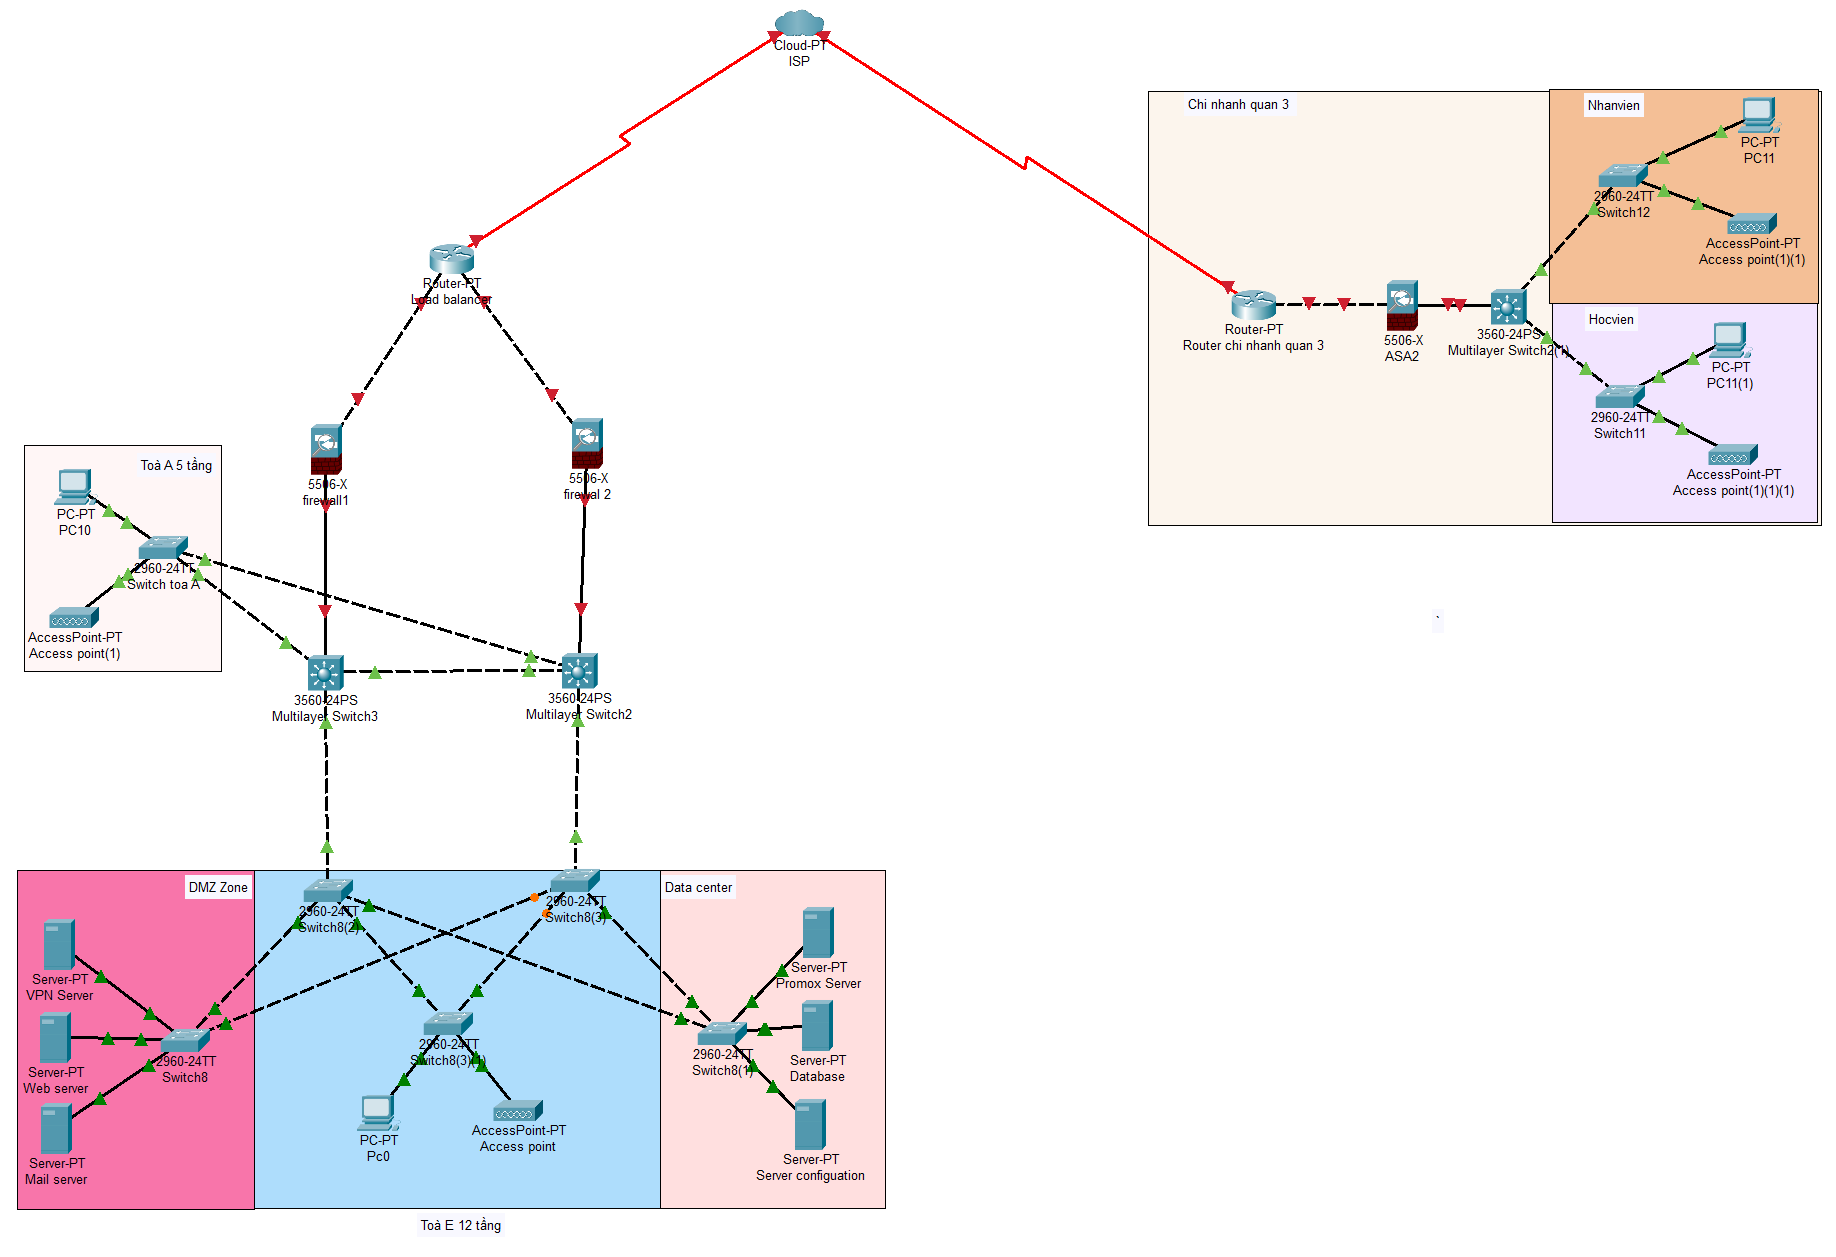 Cloud-PT
ISP
Chi nhanh quan 3
Nhanvien
PC-PT
PC11
2960-24TT
Switch12
AccessPoint-PT
Access point(1)(1)
Router-PT
Load balancer
Router-PT
Router chi nhanh quan 3
5506-X
ASA2
3560-24PS
Multilayer Switch2(1)
Hocvien
PC-PT
PC11(1)
2960-24TT
Switch11
AccessPoint-PT
Access point(1)(1)(1)
5506-X
firewall1
5506-X
firewal 2
Toà A 5 tầng
PC-PT
PC10
2960-24TT
Switch toa A
AccessPoint-PT
Access point(1)
`
3560-24PS
Multilayer Switch3
3560-24PS
Multilayer Switch2
DMZ Zone
Data center
2960-24TT
Switch8(2)
2960-24TT
Switch8(3)
Server-PT
VPN Server
Server-PT
Web server
Server-PT
Mail server
2960-24TT
Switch8
2960-24TT
Switch8(3)(1)
PC-PT
Pc0
AccessPoint-PT
Access point
2960-24TT
Switch8(1)
Server-PT
Promox Server
Server-PT
Database
Server-PT
Server configuation
Toà E 12 tầng